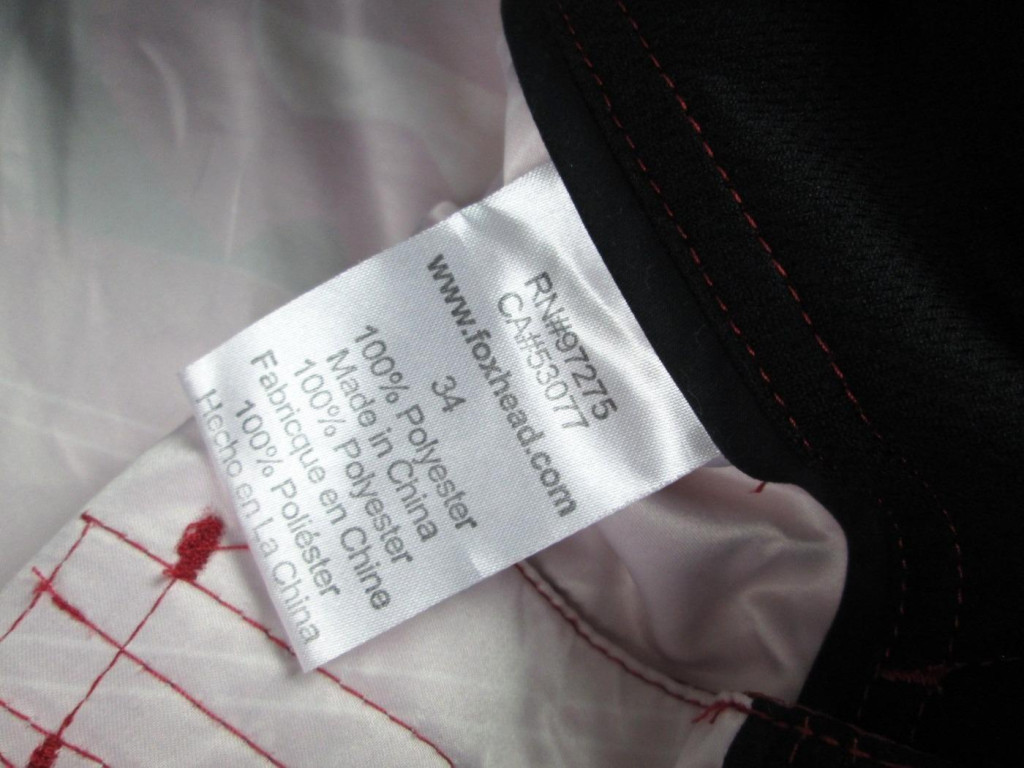 RN#97275
CA#53077
www.foxhead.com
34
100% Polyester
Made in China
100% Polyester
Fabricque en Chine
100% Poliéster
Hecho en La China